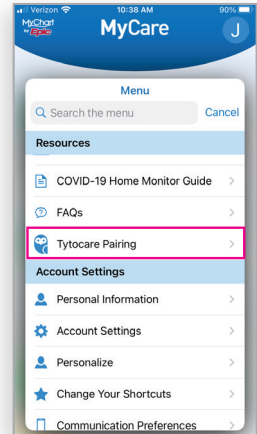 Verizon 10:38 AM 90%
MyChart
by Epic
MyCare
J
Menu
Search the menu Cancel
Resources
COVID-19 Home Monitor Guide
FAQs
Tytocare Pairing
Account Settings
Personal Information
Account Settings
Personalize
Change Your Shortcuts
Communication Preferences